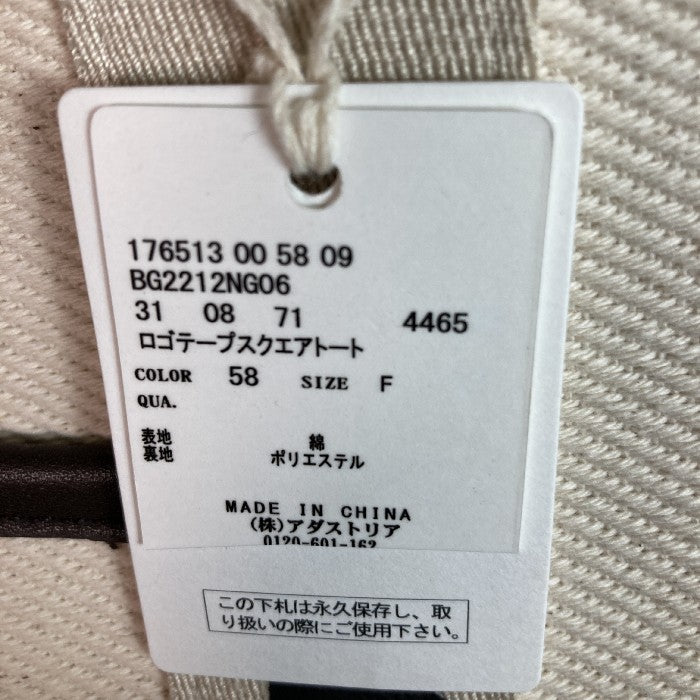 176513 00 58 09
BG2212NG06
31 08 71 4465
ロゴテープスクエアトート
COLOR 58 SIZE F
QUA.
表地 綿
裏地 ポリエステル
MADE IN CHINA
(株)アダストリア
0120-601-162
この下札は永久保存し、取
り扱いの際にご使用下さい。